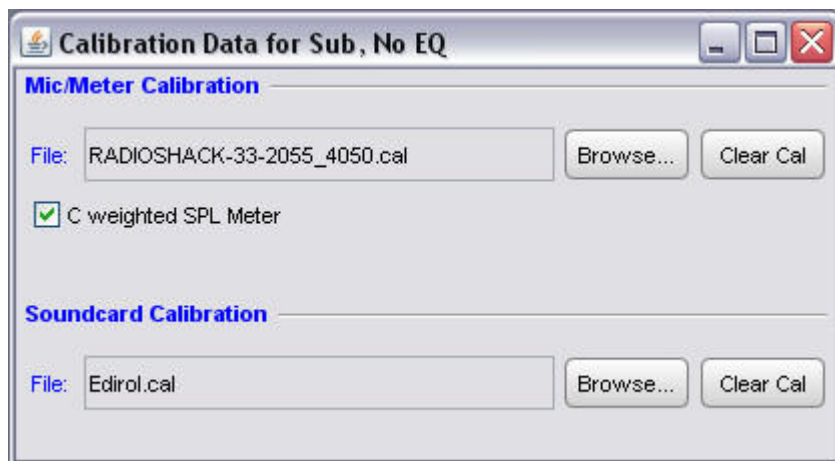 Calibration Data for Sub, No EQ
Mic/Meter Calibration
File: RADIOSHACK-33-2055_4050.cal Browse... Clear Cal
C weighted SPL Meter
Soundcard Calibration
File: Edirol.cal Browse... Clear Cal